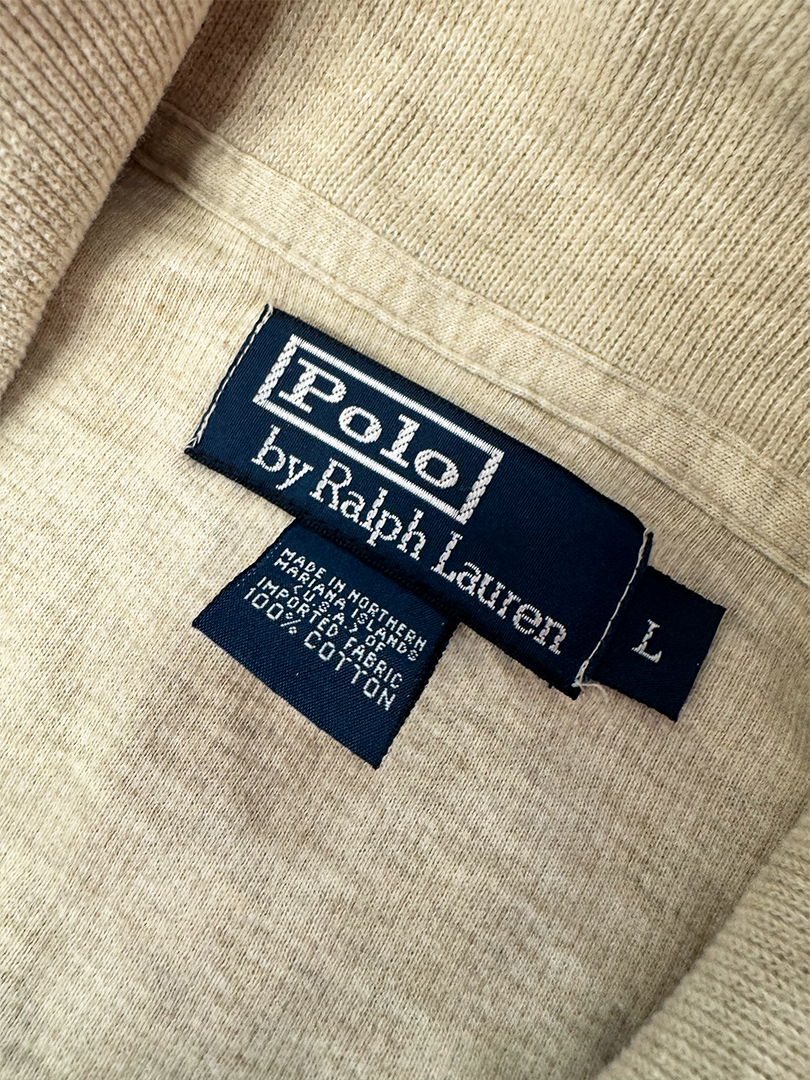 Polo
by Ralph Lauren
L
MADE IN NORTHERN
MARIANA ISLANDS
<U.S.A.> OF
IMPORTED FABRIC
100% COTTON